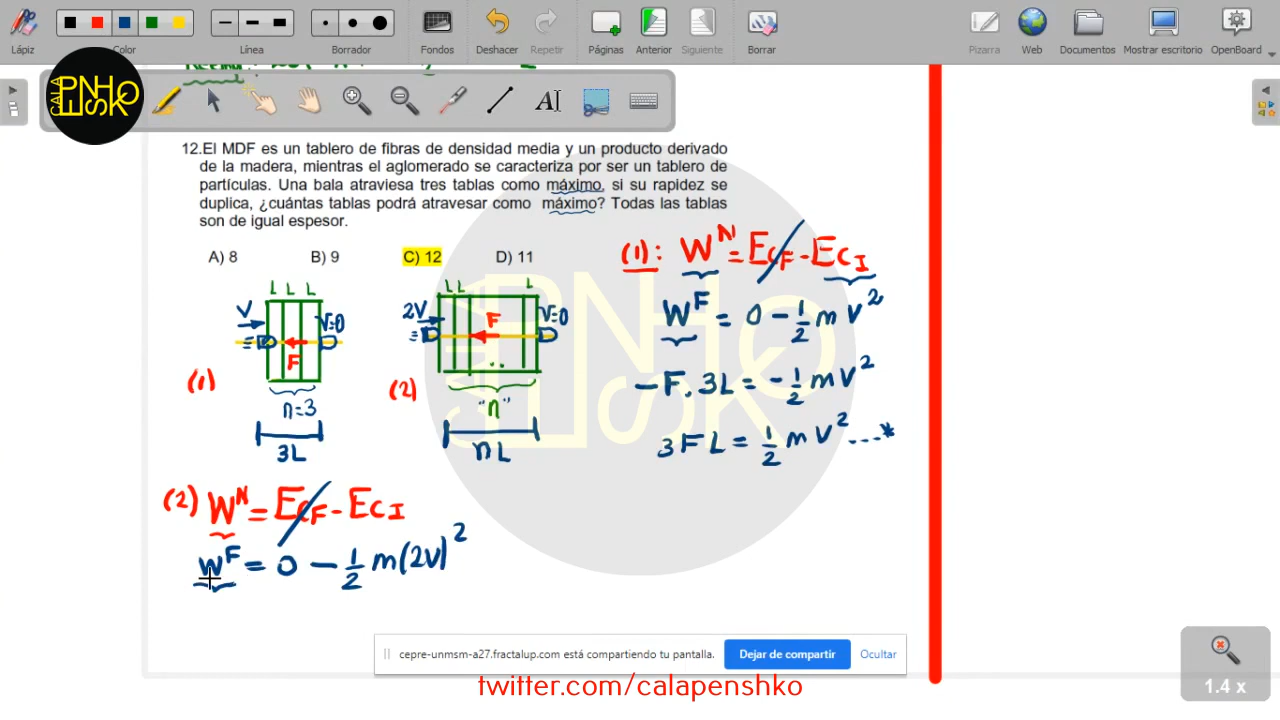 Lápiz Color Línea Borrador Fondos Deshacer Repetir Páginas Anterior Siguiente Borrar Pizarra Web Documentos Mostrar escritorio OpenBoard
CALA PENSHKO
12.El MDF es un tablero de fibras de densidad media y un producto derivado
de la madera, mientras el aglomerado se caracteriza por ser un tablero de
partículas. Una bala atraviesa tres tablas como máximo, si su rapidez se
duplica, ¿cuántas tablas podrá atravesar como máximo? Todas las tablas
son de igual espesor.
A) 8 B) 9 C) 12 D) 11
L L L
V
V=0
F
(1)
n=3
3L
L L L
2V
F
V=0
(2)
"n"
nL
(1): W^N = EcF - EcI
W^F = 0 - 1/2 m V^2
-F. 3L = -1/2 m V^2
3FL = 1/2 m V^2 ...*
(2) W^N = EcF - EcI
W^F = 0 - 1/2 m(2V)^2
cepre-unmsm-a27.fractalup.com está compartiendo tu pantalla. Dejar de compartir Ocultar
twitter.com/calapenshko
1.4 x